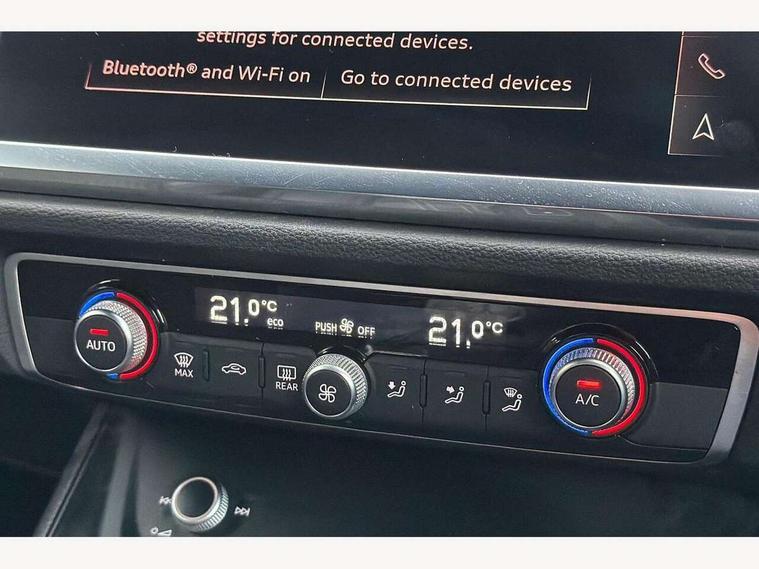 settings for connected devices.
Bluetooth® and Wi-Fi on
Go to connected devices
21.0°C
eco
PUSH OFF
21.0°C
AUTO
MAX
REAR
A/C